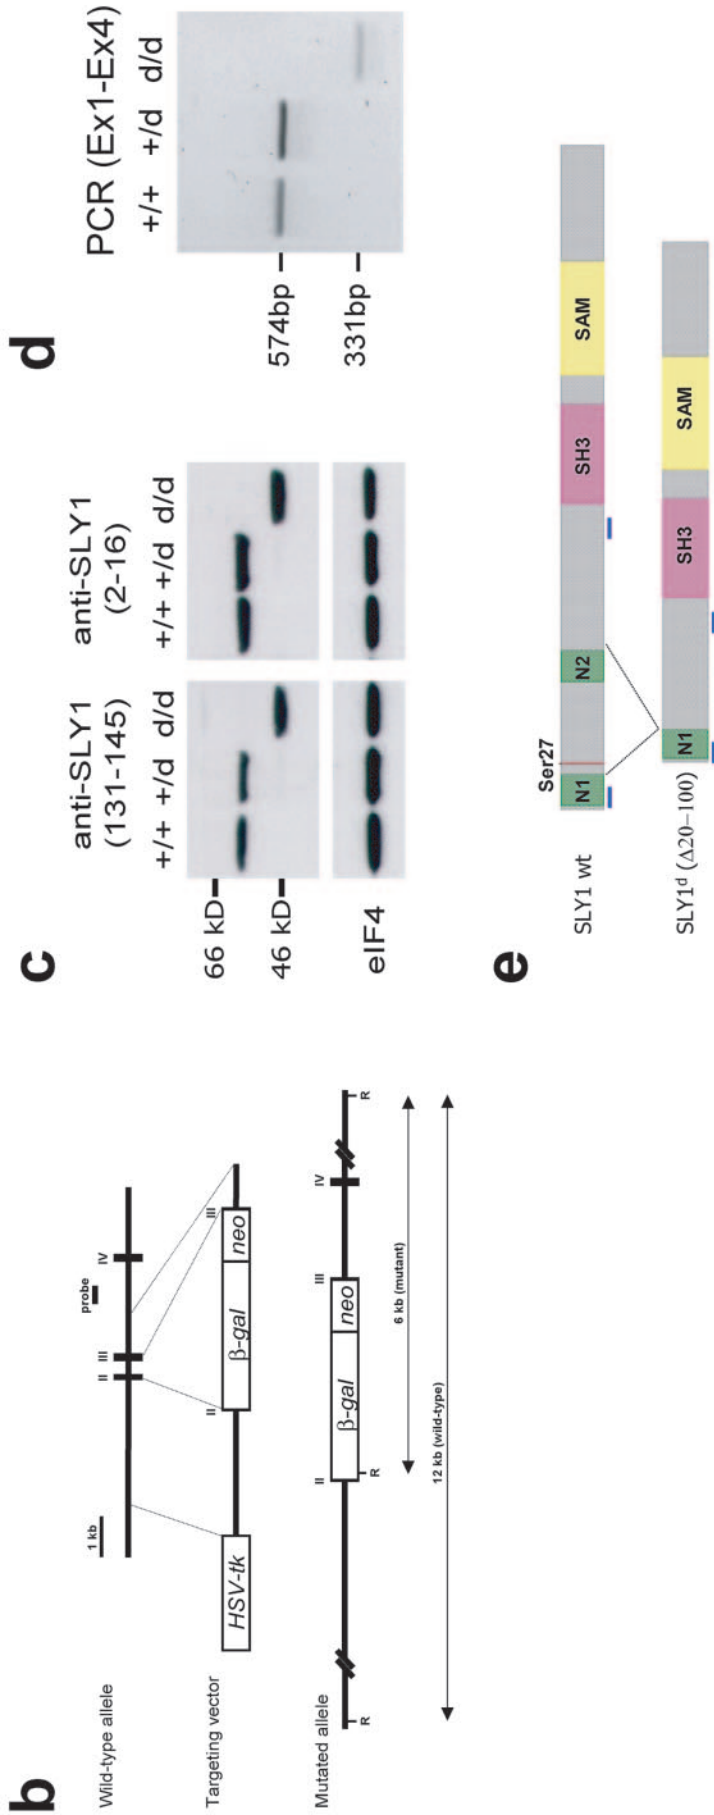 b
Wild-type allele
1 kb
II
III
probe
IV
Targeting vector
HSV-tk
II
β-gal
neo
III
Mutated allele
R
II
R
β-gal
neo
III
IV
R
6 kb (mutant)
12 kb (wild-type)
c
anti-SLY1
(131-145)
anti-SLY1
(2-16)
+/+ +/d d/d
+/+ +/d d/d
66 kD
46 kD
eIF4
d
PCR (Ex1-Ex4)
+/+ +/d d/d
574bp
331bp
e
Ser27
SLY1 wt
N1
N2
SH3
SAM
SLY1ᵈ (Δ20–100)
N1
SH3
SAM